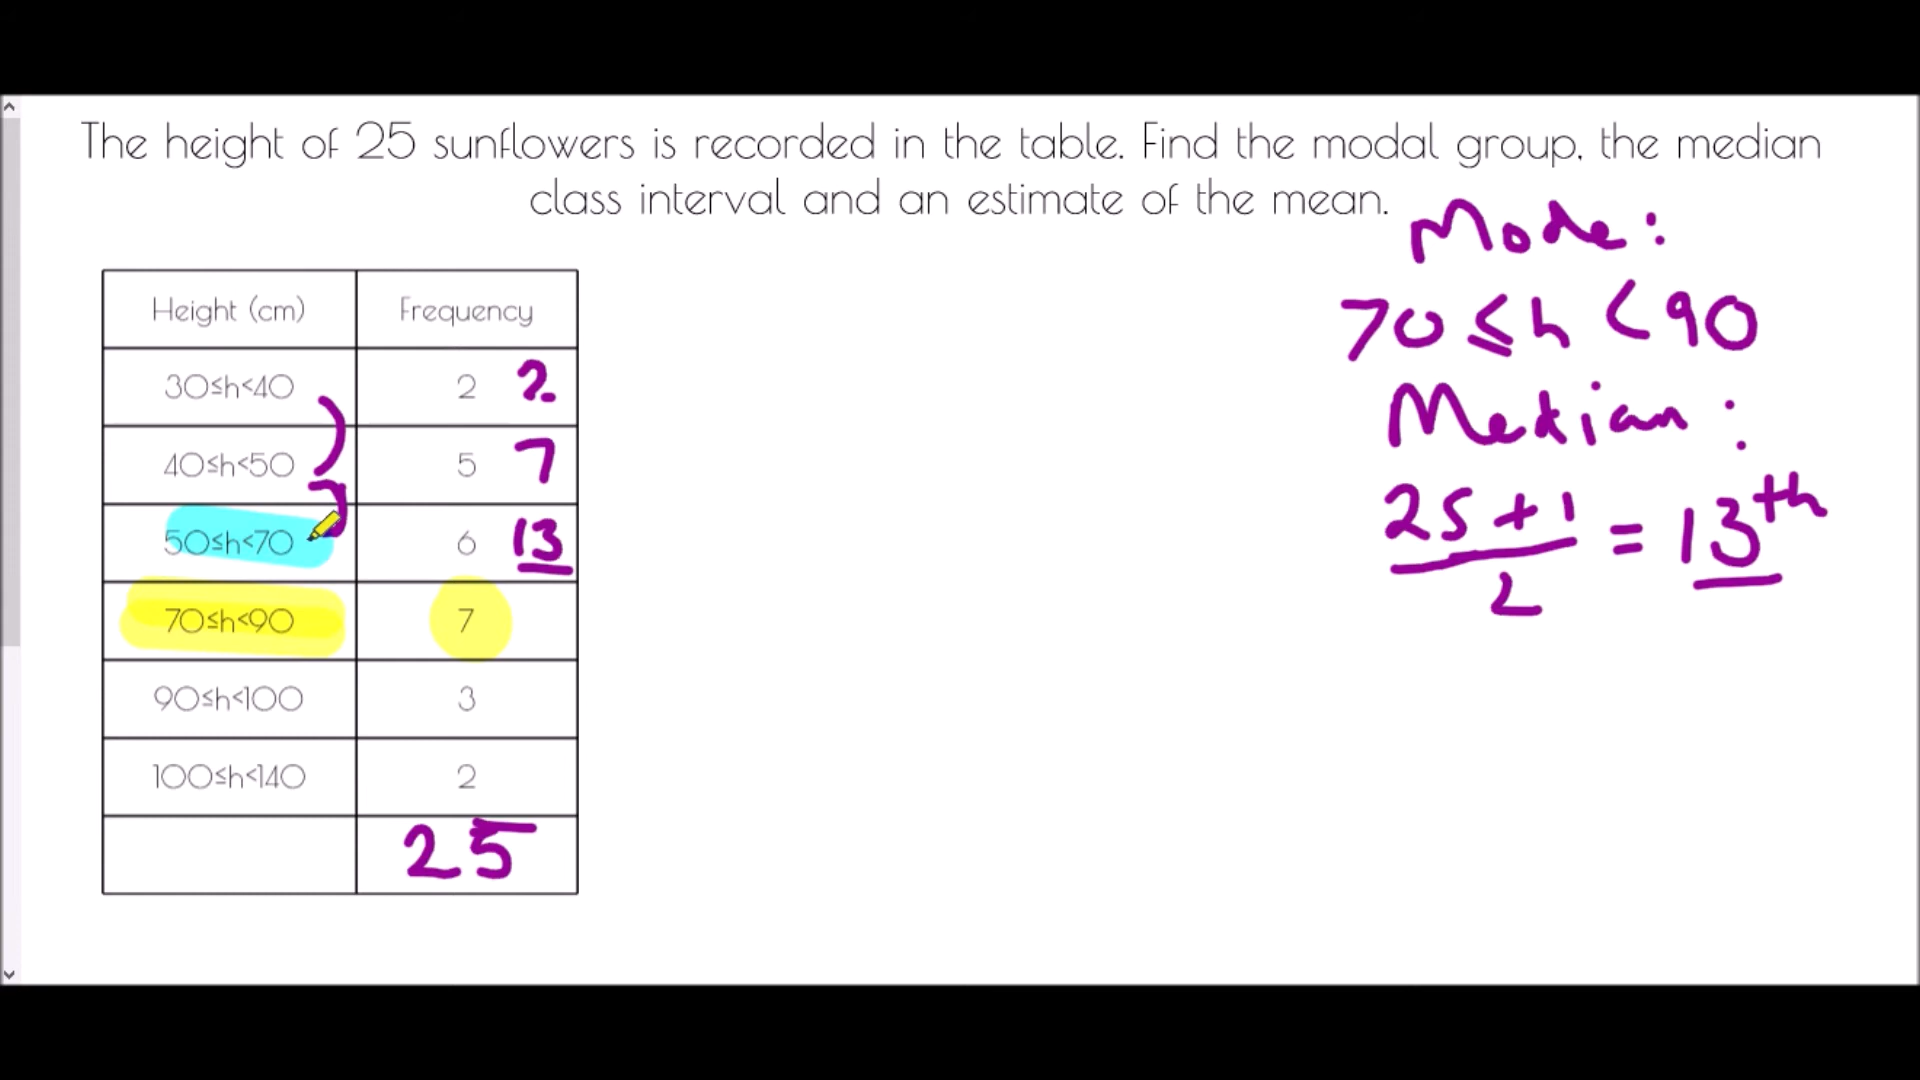 The height of 25 sunflowers is recorded in the table. Find the modal group, the median
class interval and an estimate of the mean.
Height (cm) Frequency
30≤h<40 2 2
40≤h<50 5 7
50≤h<70 6 13
70≤h<90 7
90≤h<100 3
100≤h<140 2
25
Mode:
70≤h<90
Median:
25+1
2
= 13th